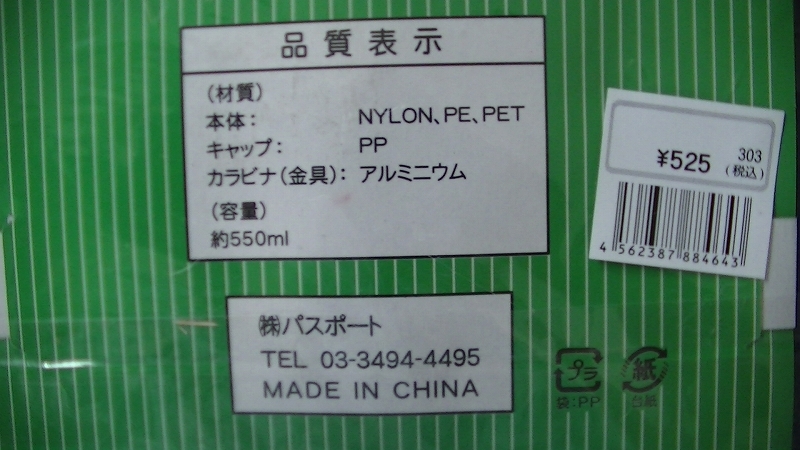 品質表示
(材質)
本体: NYLON、PE、PET
キャップ: PP
カラビナ(金具): アルミニウム
(容量)
約550ml
303
¥525 (税込)
4 562387 884643
㈱パスポート
TEL 03-3494-4495
MADE IN CHINA
プラ 紙
袋:PP 台紙